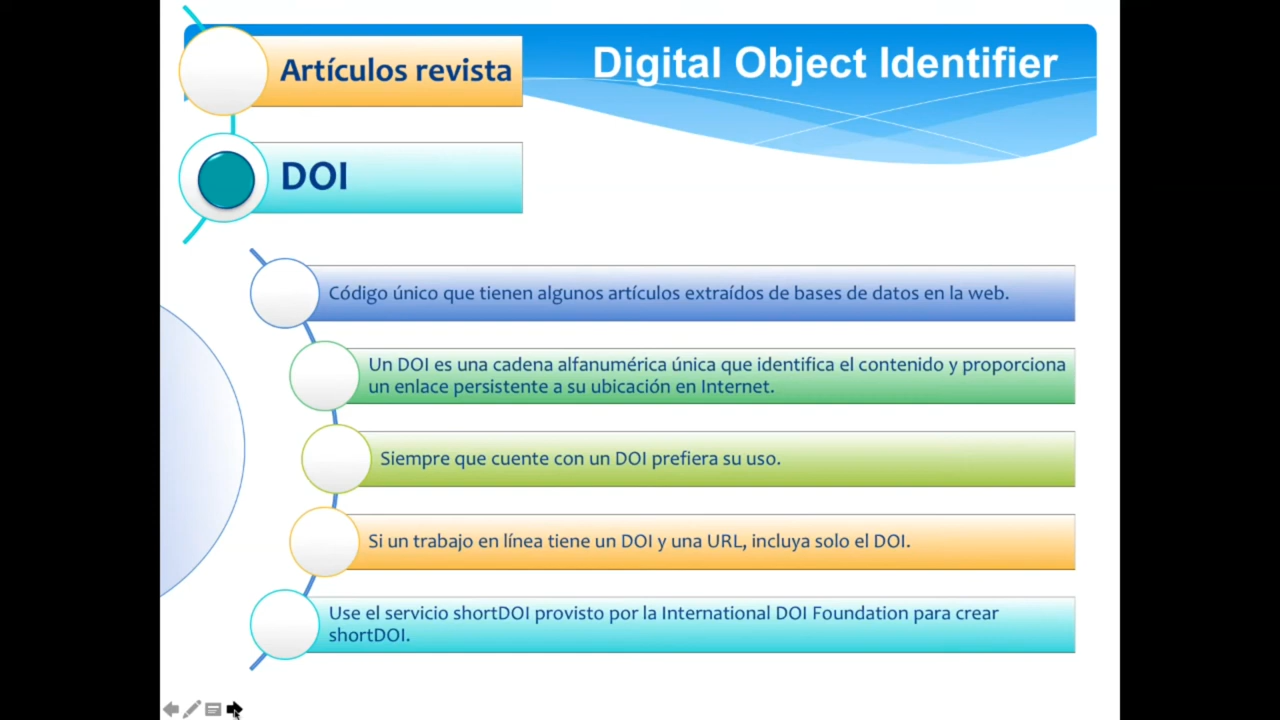 Artículos revista
Digital Object Identifier
DOI
Código único que tienen algunos artículos extraídos de bases de datos en la web.
Un DOI es una cadena alfanumérica única que identifica el contenido y proporciona
un enlace persistente a su ubicación en Internet.
Siempre que cuente con un DOI prefiera su uso.
Si un trabajo en línea tiene un DOI y una URL, incluya solo el DOI.
Use el servicio shortDOI provisto por la International DOI Foundation para crear
shortDOI.